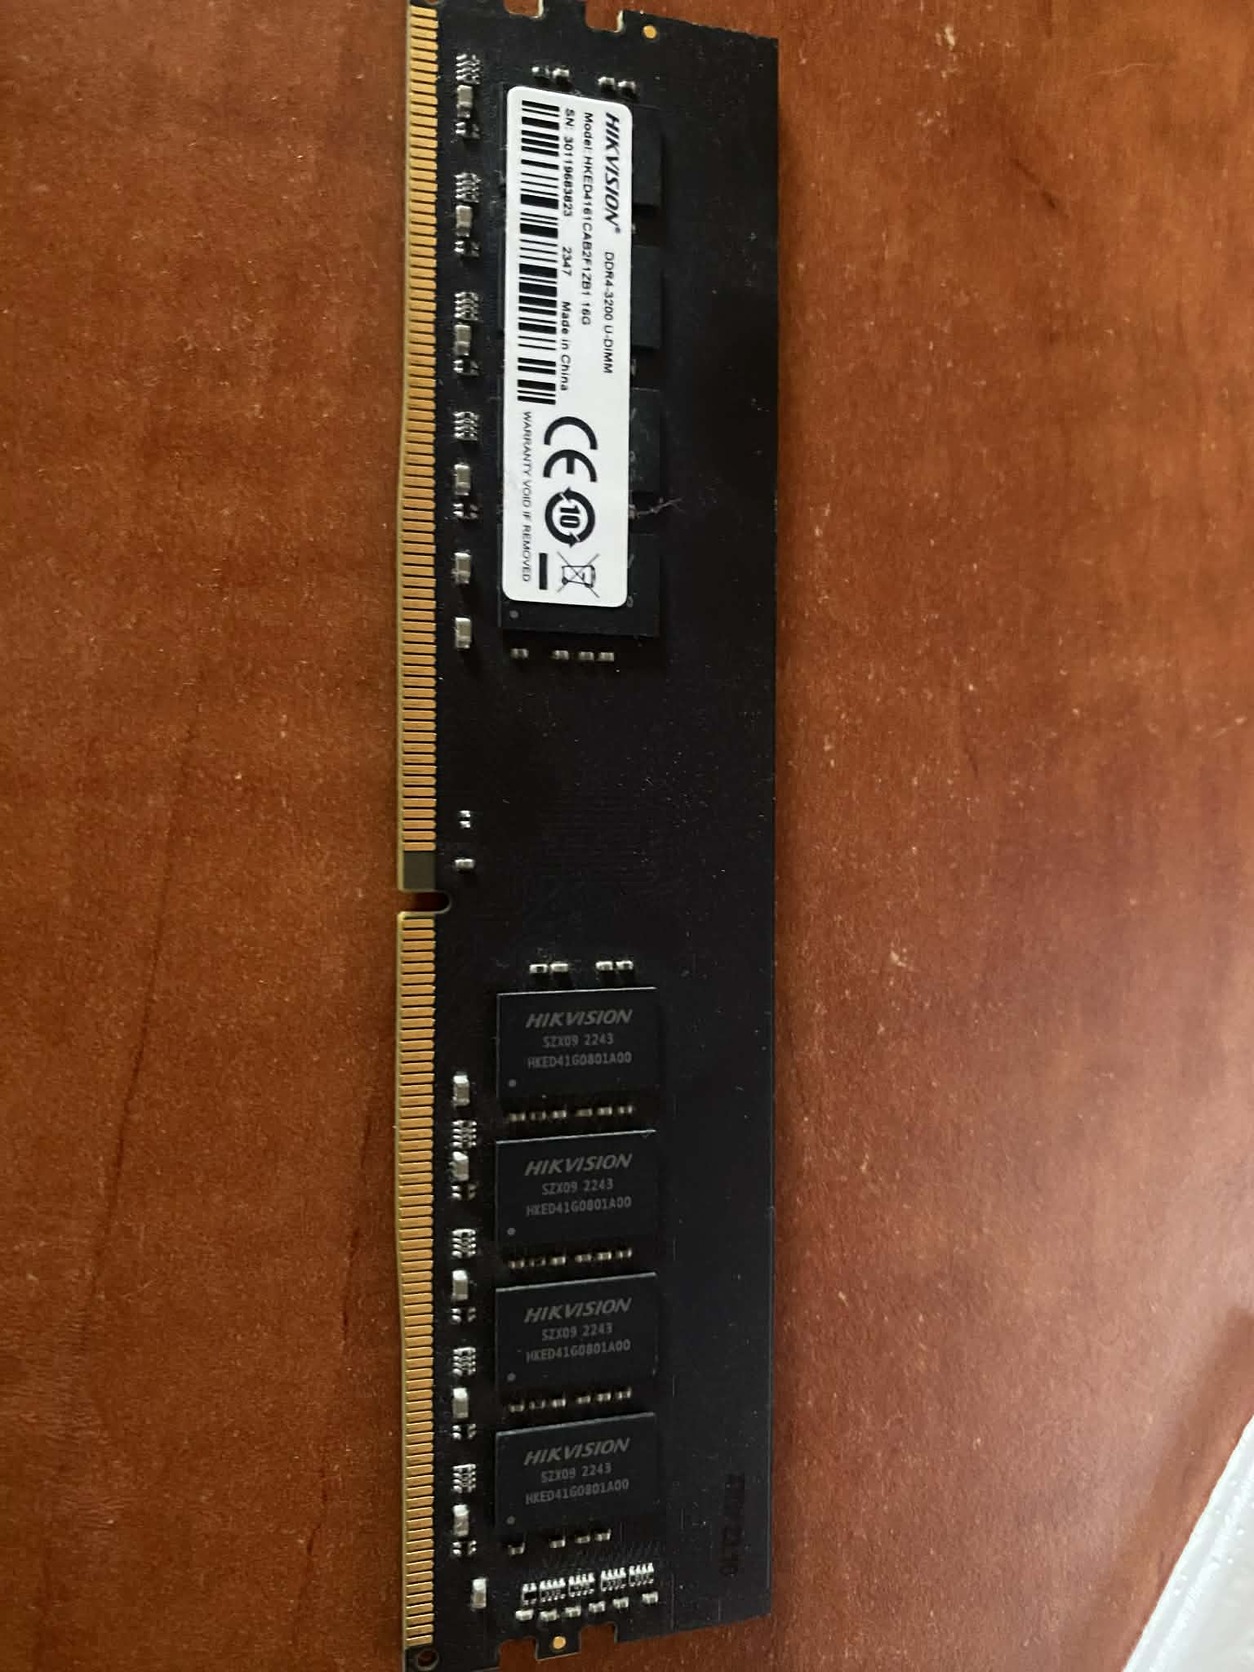 HIKVISION® DDR4-3200 U-DIMM
Model: HKED4161CAB2F1ZB1 16G
SN: 30119683823 2347 Made in China
10
WARRANTY VOID IF REMOVED
HIKVISION
SZX09 2243
HKED41G0801A00
HIKVISION
SZX09 2243
HKED41G0801A00
HIKVISION
SZX09 2243
HKED41G0801A00
HIKVISION
SZX09 2243
HKED41G0801A00